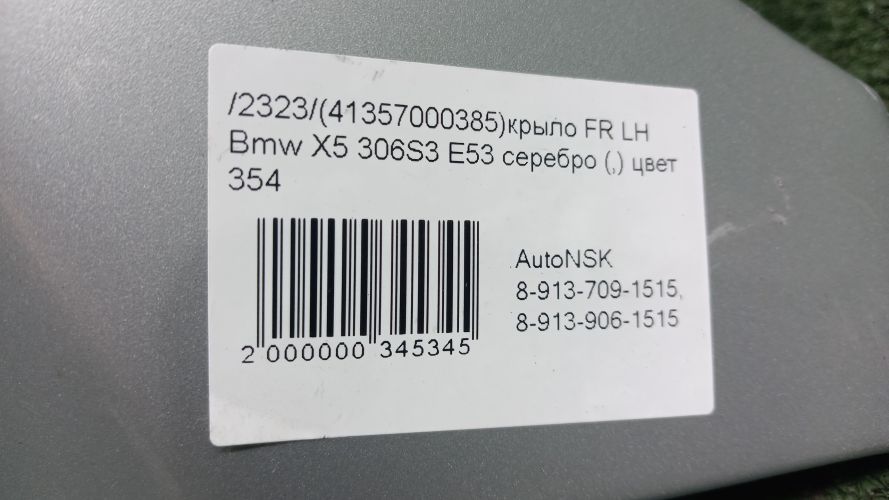 /2323/(41357000385)крыло FR LH
Bmw X5 306S3 E53 серебро (,) цвет
354
AutoNSK
8-913-709-1515,
8-913-906-1515
2 000000 345345